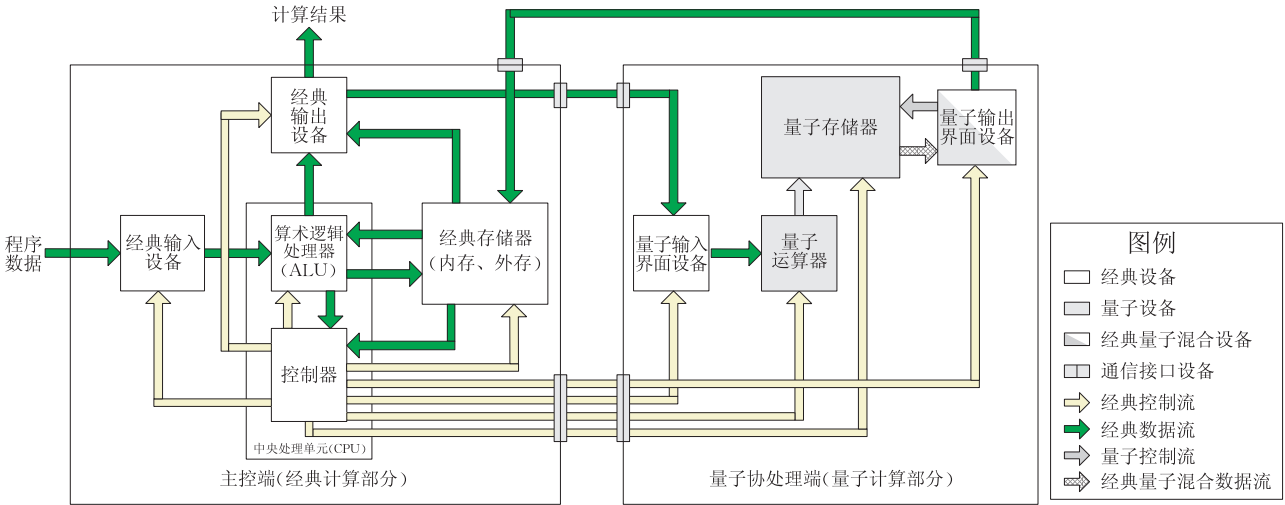 计算结果
经典
输出
设备
量子存储器
量子输出
界面设备
程序
数据
经典输入
设备
算术逻辑
处理器
(ALU)
经典存储器
(内存、外存)
量子输入
界面设备
量子
运算器
控制器
中央处理单元(CPU)
主控端(经典计算部分)
量子协处理端(量子计算部分)
图例
经典设备
量子设备
经典量子混合设备
通信接口设备
经典控制流
经典数据流
量子控制流
经典量子混合数据流